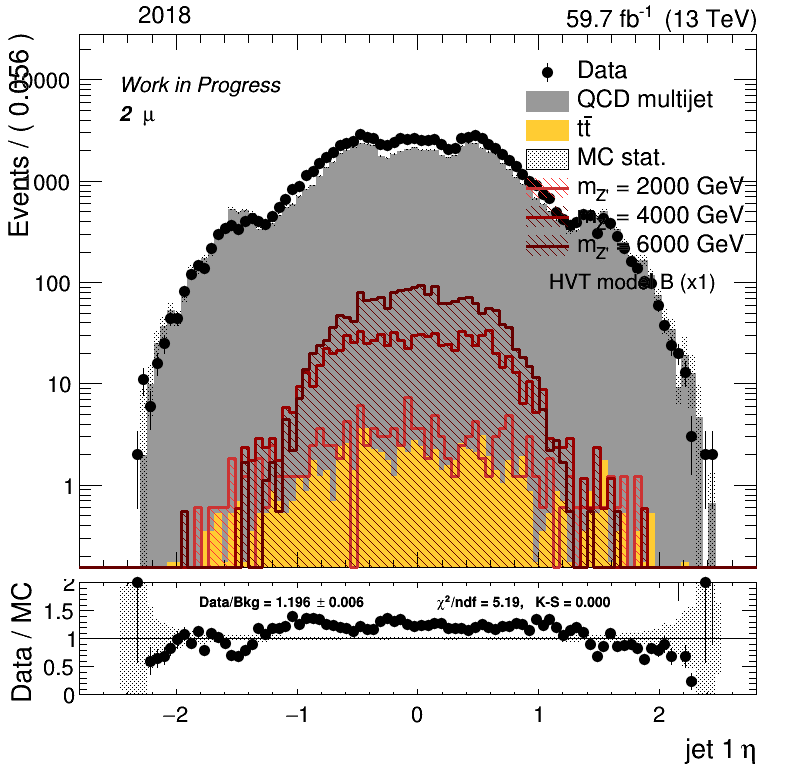 2018
59.7 fb⁻¹ (13 TeV)
Events / ( 0.056 )
10000
1000
100
10
1
Work in Progress
2 μ
Data
QCD multijet
tt̄
MC stat.
m_Z' = 2000 GeV
m_Z' = 4000 GeV
m_Z' = 6000 GeV
HVT model B (x1)
Data / MC
2
1.5
1
0.5
0
Data/Bkg = 1.196 ± 0.006 χ²/ndf = 5.19, K-S = 0.000
−2 −1 0 1 2
jet 1 η